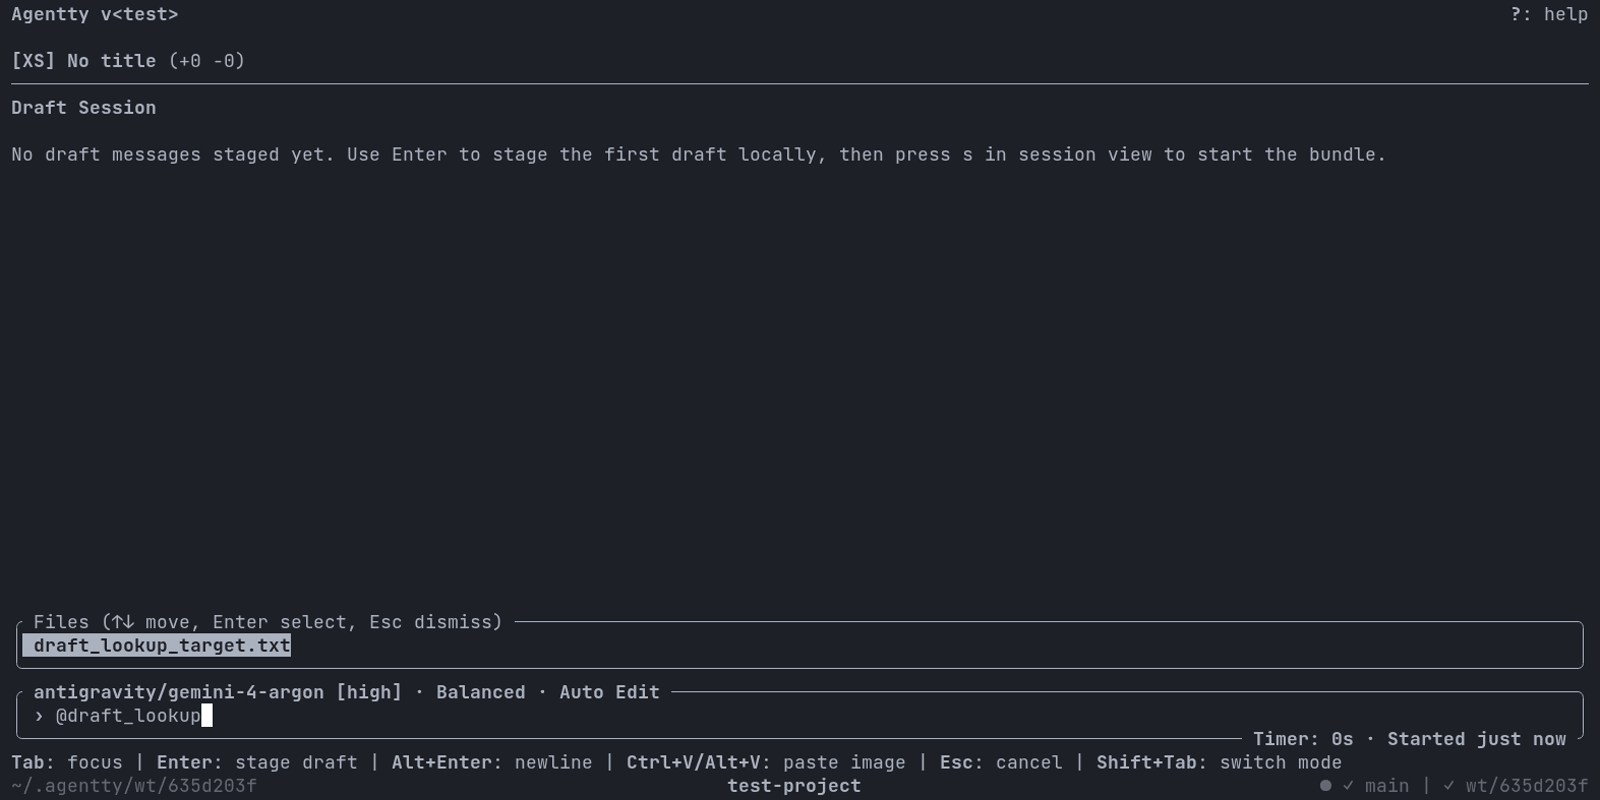 Agentty v<test> ?: help
[XS] No title (+0 -0)
Draft Session
No draft messages staged yet. Use Enter to stage the first draft locally, then press s in session view to start the bundle.
Files (↑↓ move, Enter select, Esc dismiss)
draft_lookup_target.txt
antigravity/gemini-4-argon [high] · Balanced · Auto Edit
› @draft_lookup
Timer: 0s · Started just now
Tab: focus | Enter: stage draft | Alt+Enter: newline | Ctrl+V/Alt+V: paste image | Esc: cancel | Shift+Tab: switch mode
~/.agentty/wt/635d203f test-project ● ✓ main | ✓ wt/635d203f